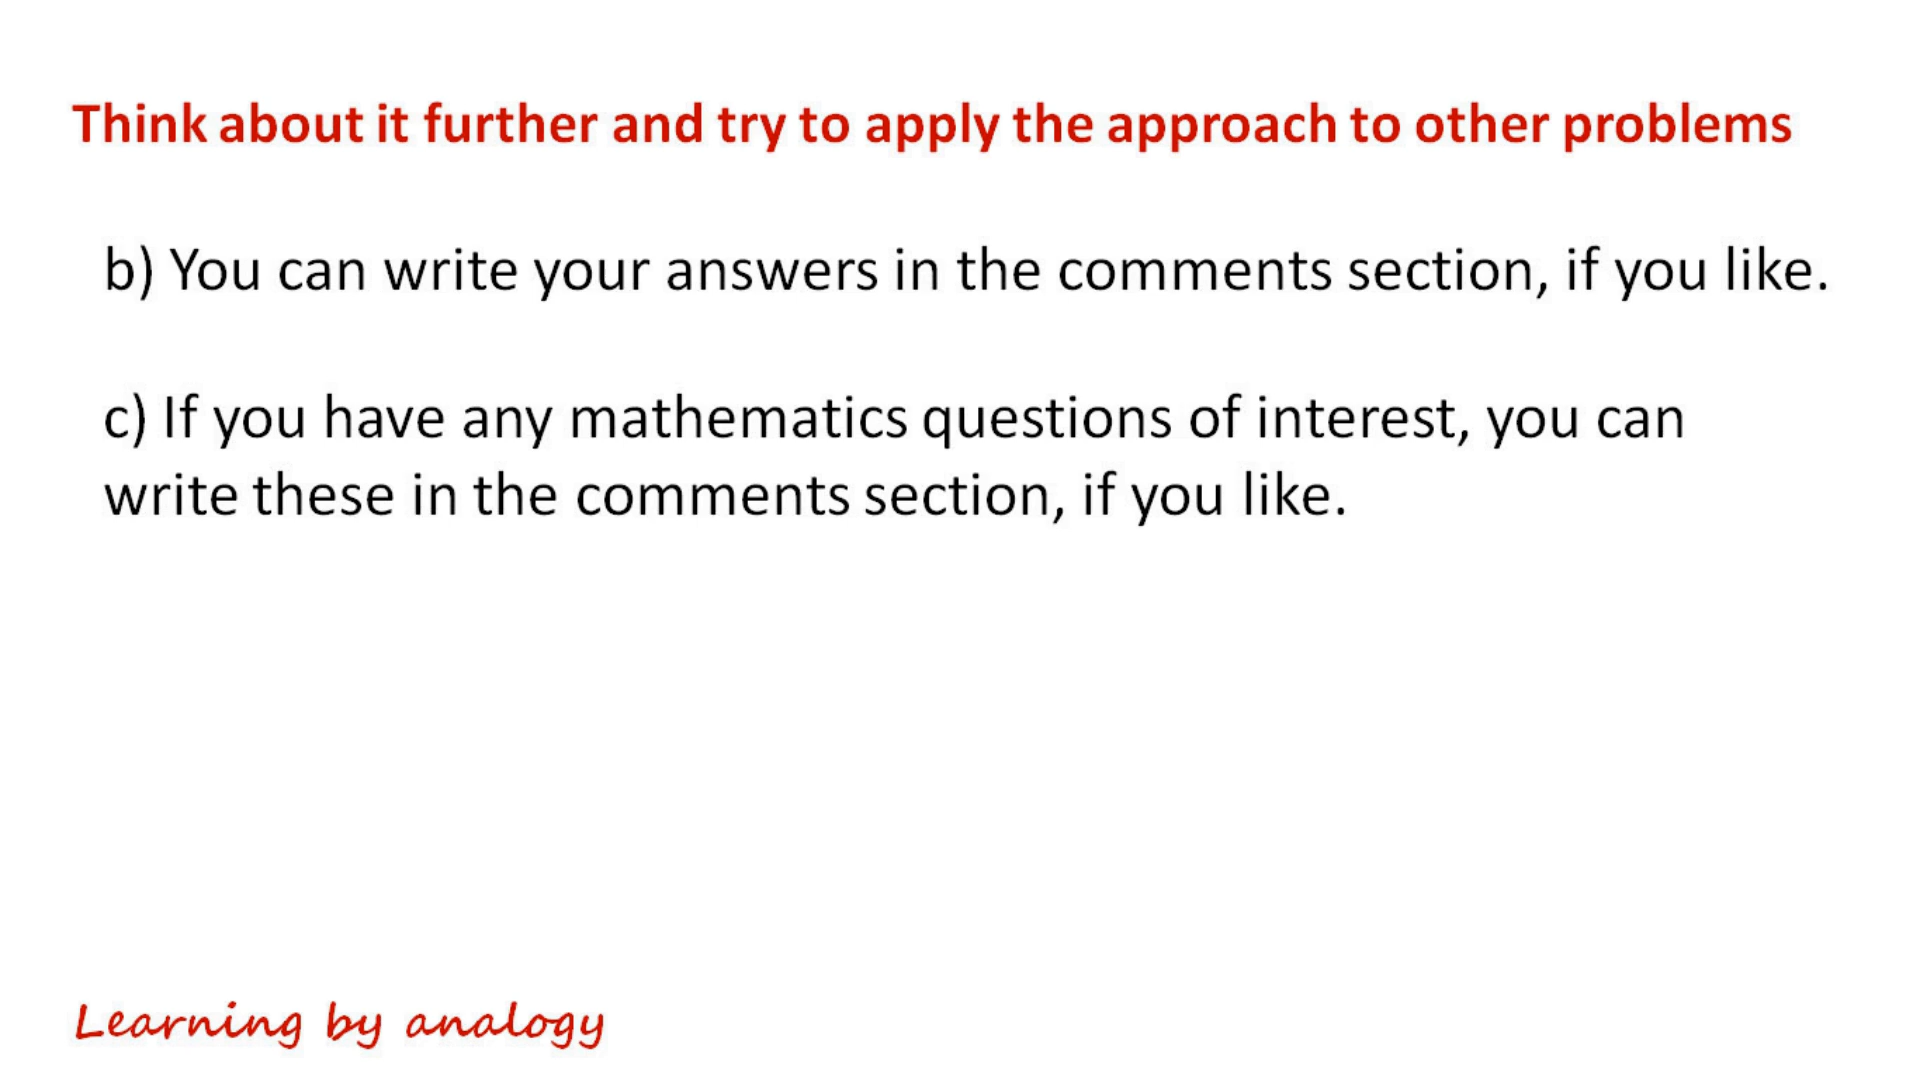 Think about it further and try to apply the approach to other problems
b) You can write your answers in the comments section, if you like.
c) If you have any mathematics questions of interest, you can
write these in the comments section, if you like.
Learning by analogy